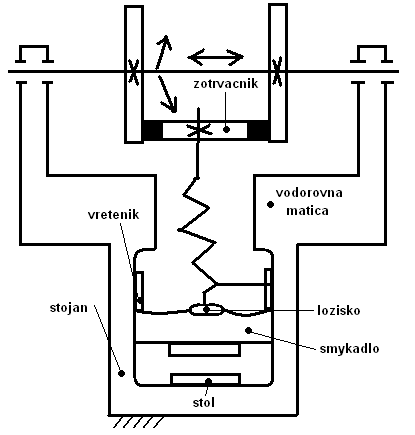 zotrvacnik
vodorovna
matica
vretenik
stojan
lozisko
smykadlo
stol